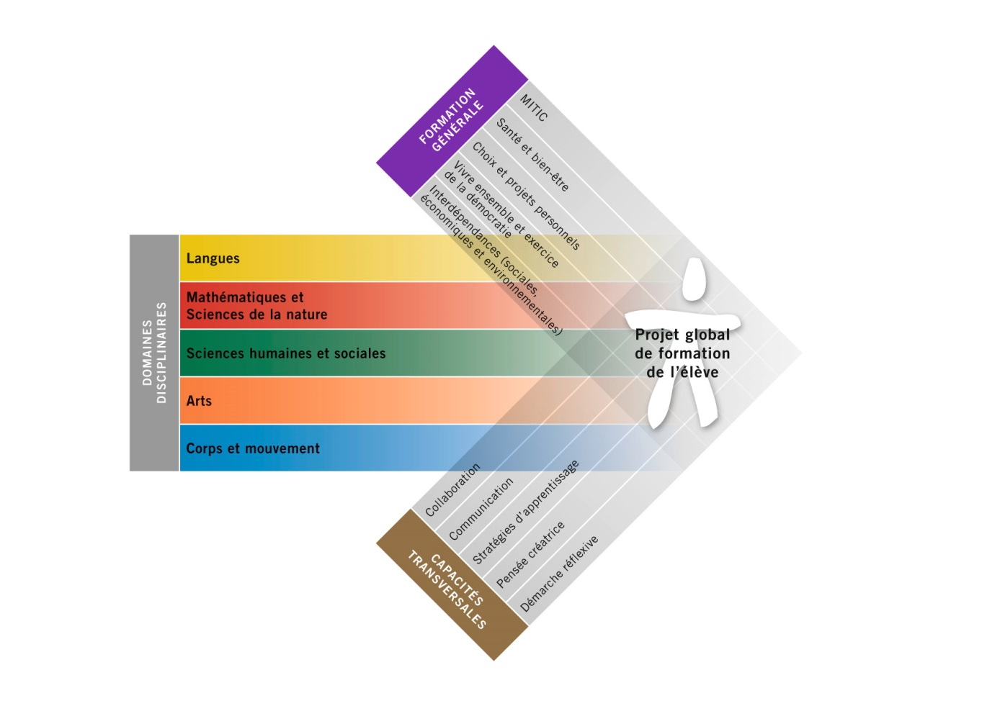 FORMATION
GÉNÉRALE
MITIC
Santé et bien-être
Choix et projets personnels
Vivre ensemble et exercice
de la démocratie
Interdépendances (sociales,
économiques et environnementales)
DOMAINES
DISCIPLINAIRES
Langues
Mathématiques et
Sciences de la nature
Sciences humaines et sociales
Arts
Corps et mouvement
Projet global
de formation
de l'élève
CAPACITÉS
TRANSVERSALES
Collaboration
Communication
Stratégies d'apprentissage
Pensée créatrice
Démarche réflexive